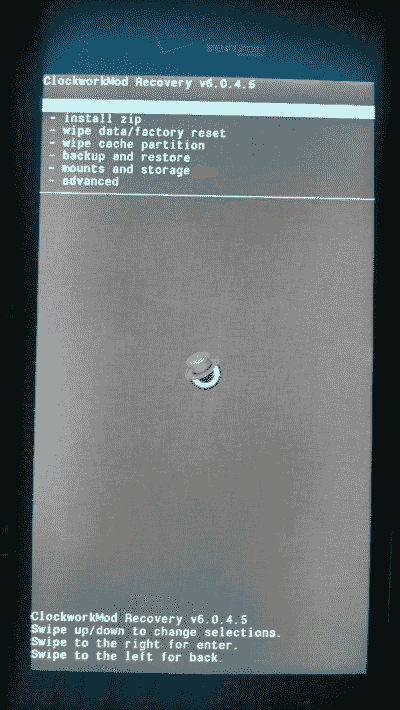 verizon
ClockworkMod Recovery v6.0.4.5
- install zip
- wipe data/factory reset
- wipe cache partition
- backup and restore
- mounts and storage
- advanced
ClockworkMod Recovery v6.0.4.5
Swipe up/down to change selections.
Swipe to the right for enter.
Swipe to the left for back.